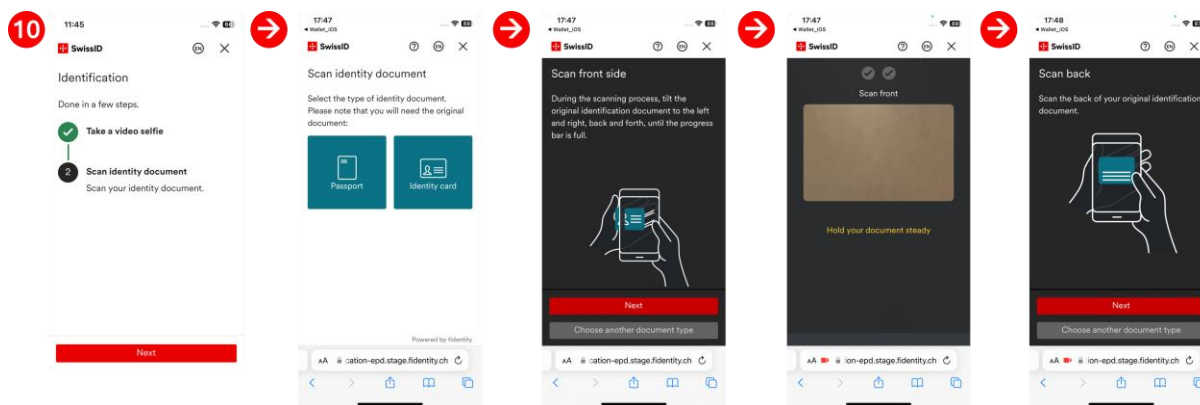 10
11:45
SwissID
EN
Identification
Done in a few steps.
Take a video selfie
2
Scan identity document
Scan your identity document.
Next
17:47
Wallet_iOS
SwissID
EN
Scan identity document
Select the type of identity document.
Please note that you will need the original
document:
Passport
Identity card
Powered by fidentity
AA
cation-epd.stage.fidentity.ch
17:47
Wallet_iOS
SwissID
EN
Scan front side
During the scanning process, tilt the
original identification document to the left
and right, back and forth, until the progress
bar is full.
Next
Choose another document type
AA
cation-epd.stage.fidentity.ch
17:47
Wallet_iOS
SwissID
EN
Scan front
Hold your document steady
AA
ion-epd.stage.fidentity.ch
17:48
Wallet_iOS
SwissID
EN
Scan back
Scan the back of your original identification
document.
Next
Choose another document type
AA
ion-epd.stage.fidentity.ch